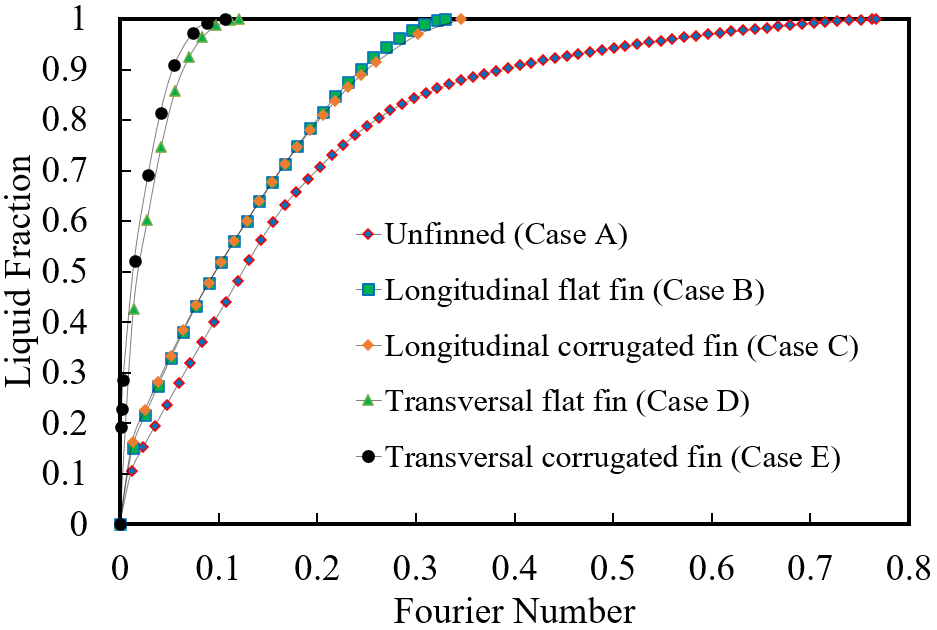 1
0.9
0.8
0.7
0.6
0.5
0.4
0.3
0.2
0.1
0
Liquid Fraction
Unfinned (Case A)
Longitudinal flat fin (Case B)
Longitudinal corrugated fin (Case C)
Transversal flat fin (Case D)
Transversal corrugated fin (Case E)
0 0.1 0.2 0.3 0.4 0.5 0.6 0.7 0.8
Fourier Number